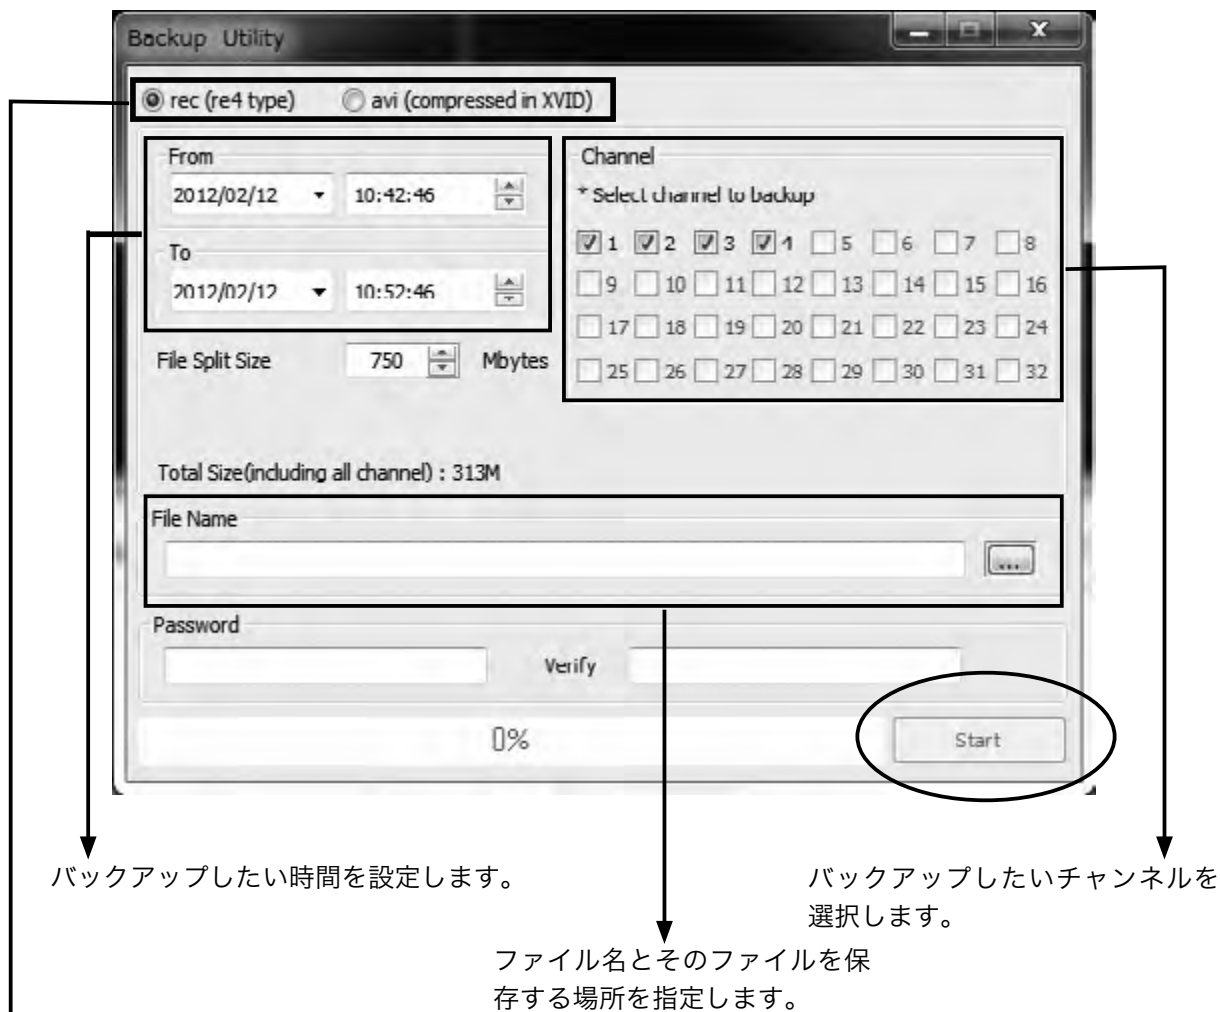 Backup Utility
rec (re4 type) avi (compressed in XVID)
From
2012/02/12 10:42:46
To
2012/02/12 10:52:46
File Split Size 750 Mbytes
Channel
* Select channel to backup
1 2 3 4 5 6 7 8
9 10 11 12 13 14 15 16
17 18 19 20 21 22 23 24
25 26 27 28 29 30 31 32
Total Size(including all channel) : 313M
File Name
...
Password
Verify
0%
Start
バックアップしたい時間を設定します。
バックアップしたいチャンネルを
選択します。
ファイル名とそのファイルを保
存する場所を指定します。